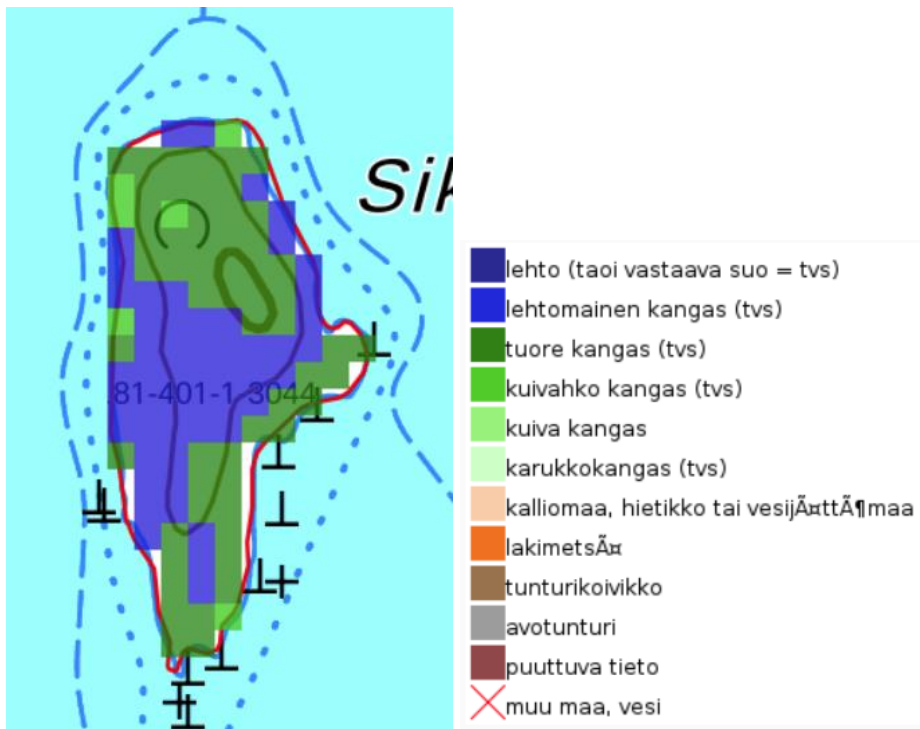 Sik
81-401-1-3044
lehto (taoi vastaava suo = tvs)
lehtomainen kangas (tvs)
tuore kangas (tvs)
kuivahko kangas (tvs)
kuiva kangas
karukkokangas (tvs)
kalliomaa, hietikko tai vesijÃ¤ttÃ¶maa
lakimetsÃ¤
tunturikoivikko
avotunturi
puuttuva tieto
muu maa, vesi